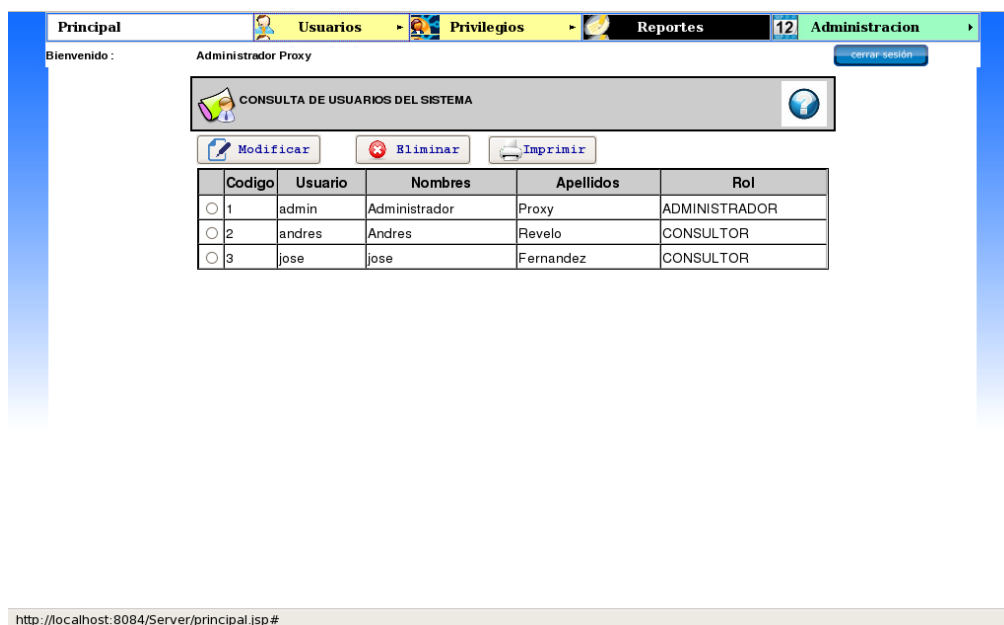 Principal Usuarios Privilegios Reportes 12 Administracion
Bienvenido : Administrador Proxy cerrar sesión
CONSULTA DE USUARIOS DEL SISTEMA ?
Modificar Eliminar Imprimir
Codigo Usuario Nombres Apellidos Rol
1 admin Administrador Proxy ADMINISTRADOR
2 andres Andres Revelo CONSULTOR
3 jose jose Fernandez CONSULTOR
http://localhost:8084/Server/principal.jsp#